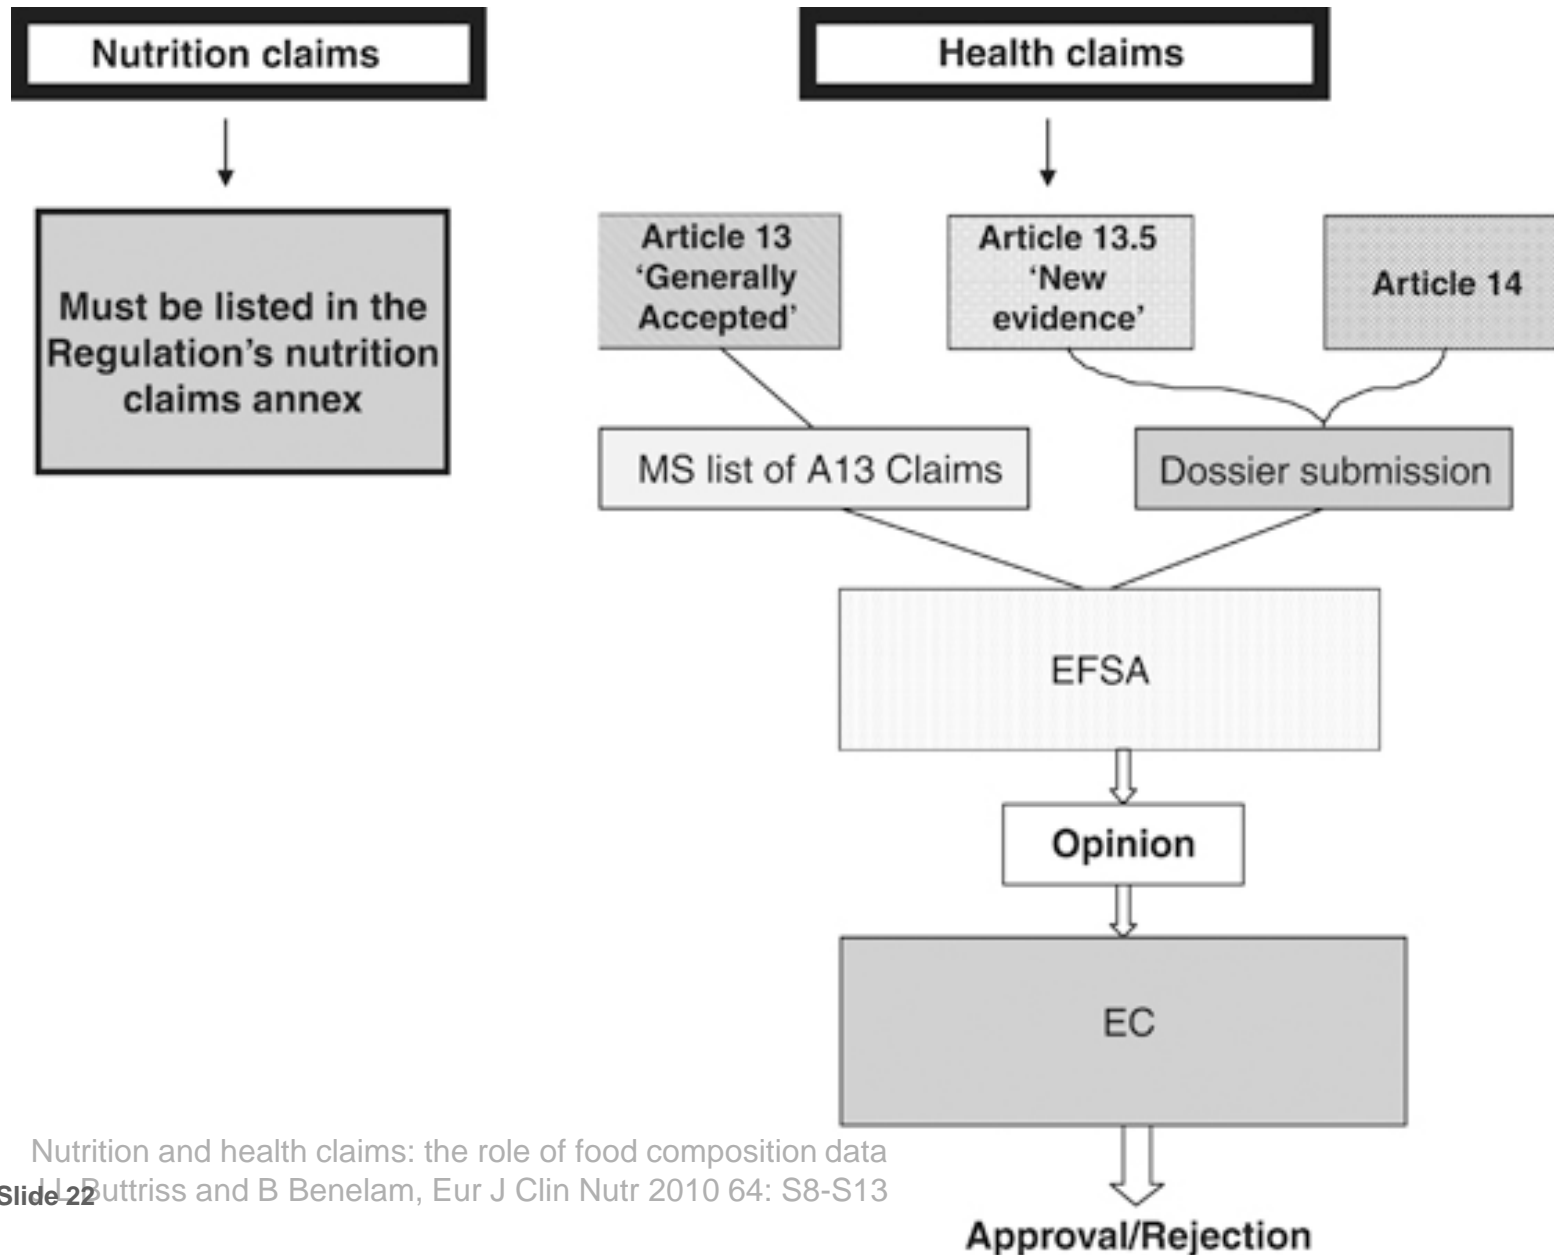 Nutrition claims
Health claims
Must be listed in the
Regulation's nutrition
claims annex
Article 13
‘Generally
Accepted’
Article 13.5
‘New
evidence’
Article 14
MS list of A13 Claims
Dossier submission
EFSA
Opinion
EC
Approval/Rejection
Nutrition and health claims: the role of food composition data
Buttriss and B Benelam, Eur J Clin Nutr 2010 64: S8-S13
Slide 22